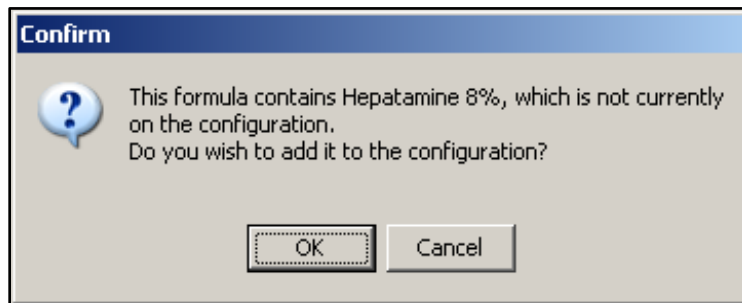 Confirm
This formula contains Hepatamine 8%, which is not currently
on the configuration.
Do you wish to add it to the configuration?
OK
Cancel